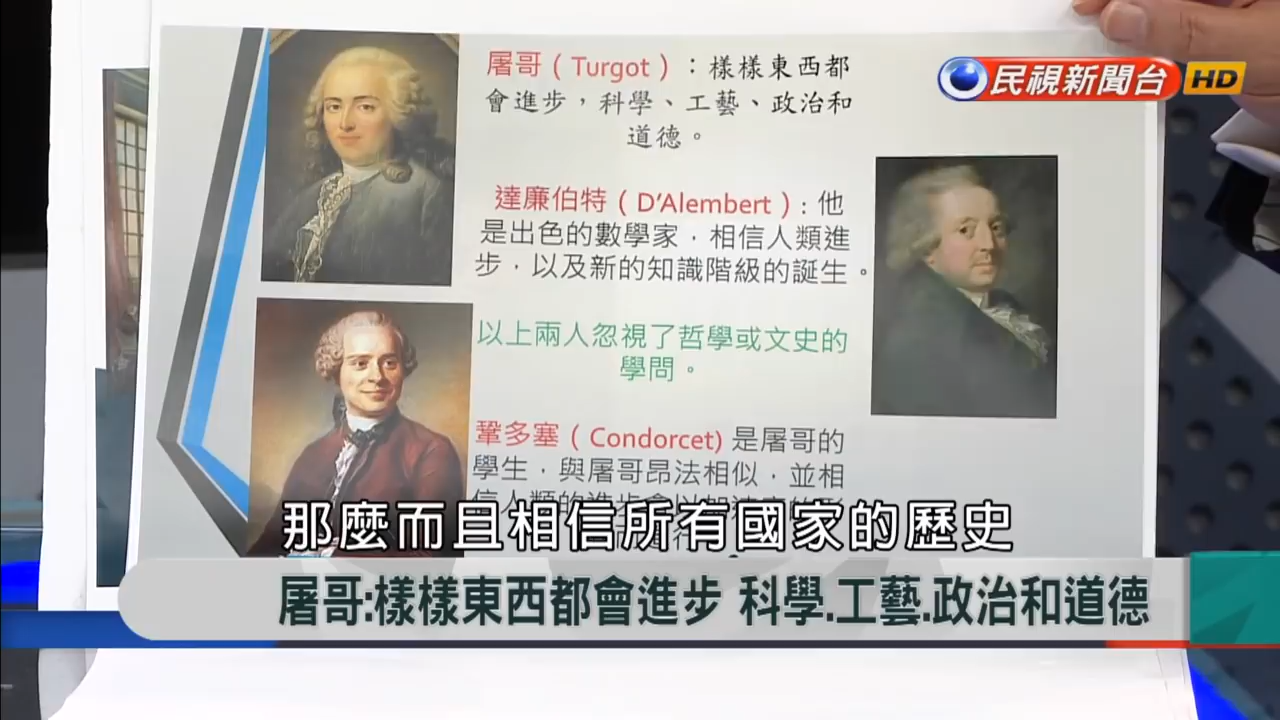 屠哥（Turgot）：樣樣東西都
會進步，科學、工藝、政治和
道德。
民視新聞台 HD
達廉伯特（D’Alembert）：他
是出色的數學家，相信人類進
步，以及新的知識階級的誕生。
以上兩人忽視了哲學或文史的
學問。
鞏多塞（Condorcet) 是屠哥的
學生，與屠哥昂法相似，並相
那麼而且相信所有國家的歷史
屠哥:樣樣東西都會進步 科學.工藝.政治和道德